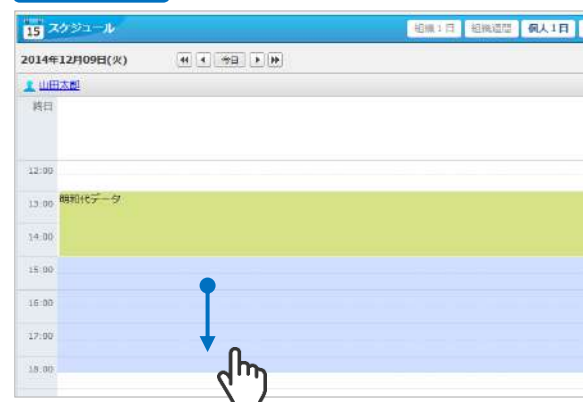 15 スケジュール 組織1日 組織週間 個人1日
2014年12月09日(火) 今日
山田太郎
終日
12:00
13:00 明和代データ
14:00
15:00
16:00
17:00
18:00